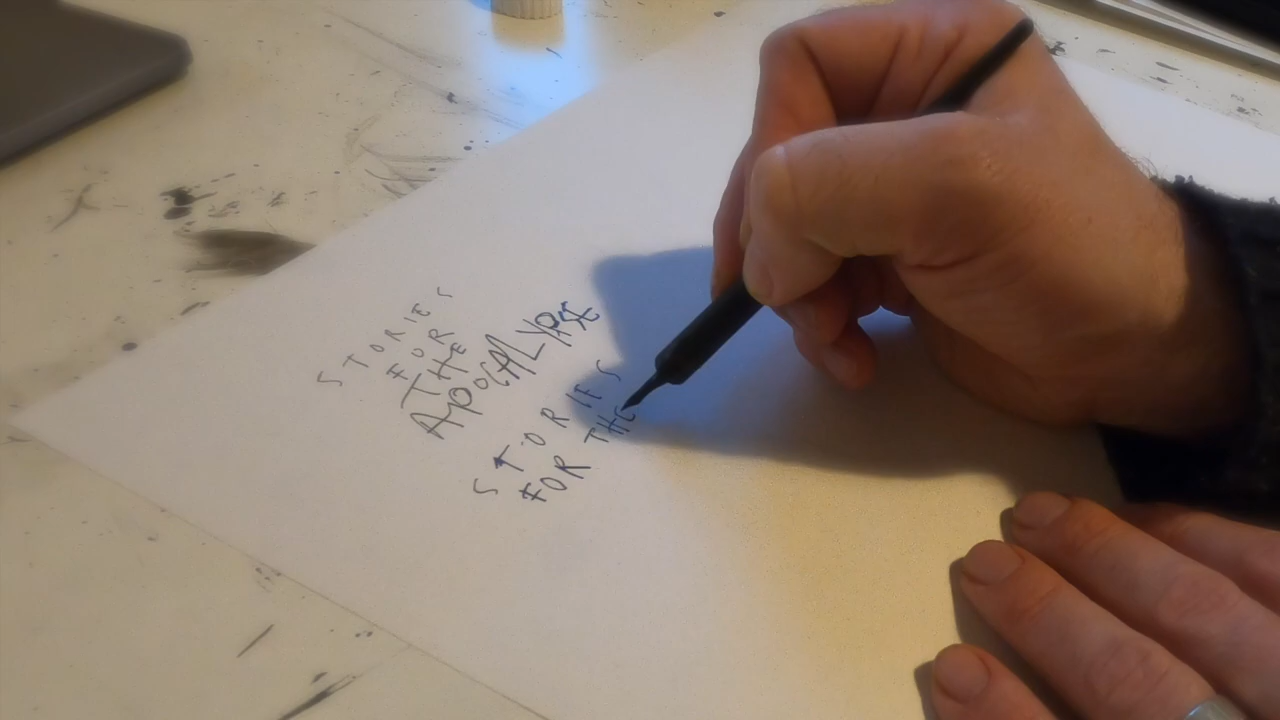 STORIES
FOR
THE
APOCALYPSE
STORIES
FOR THE